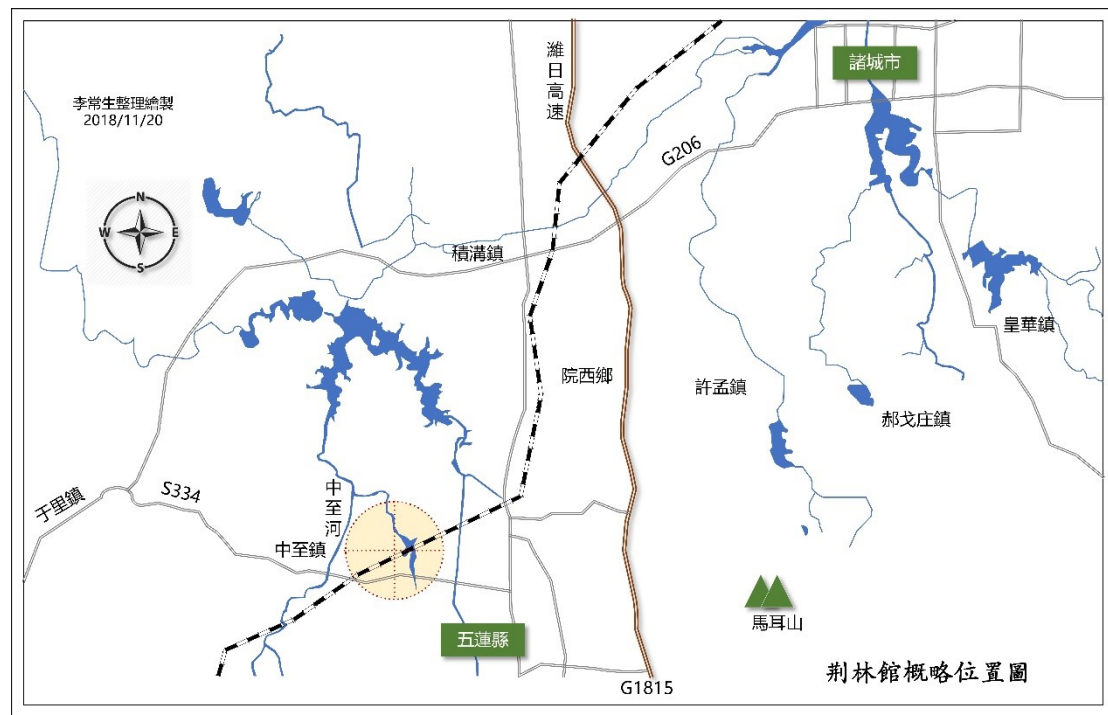 濰日高速
諸城市
李常生整理繪製
2018/11/20
G206
N
W
E
S
積溝鎮
皇華鎮
院西鄉
許孟鎮
郝戈庄鎮
于里鎮
S334
中至河
中至鎮
馬耳山
五蓮縣
荆林館概略位置圖
G1815